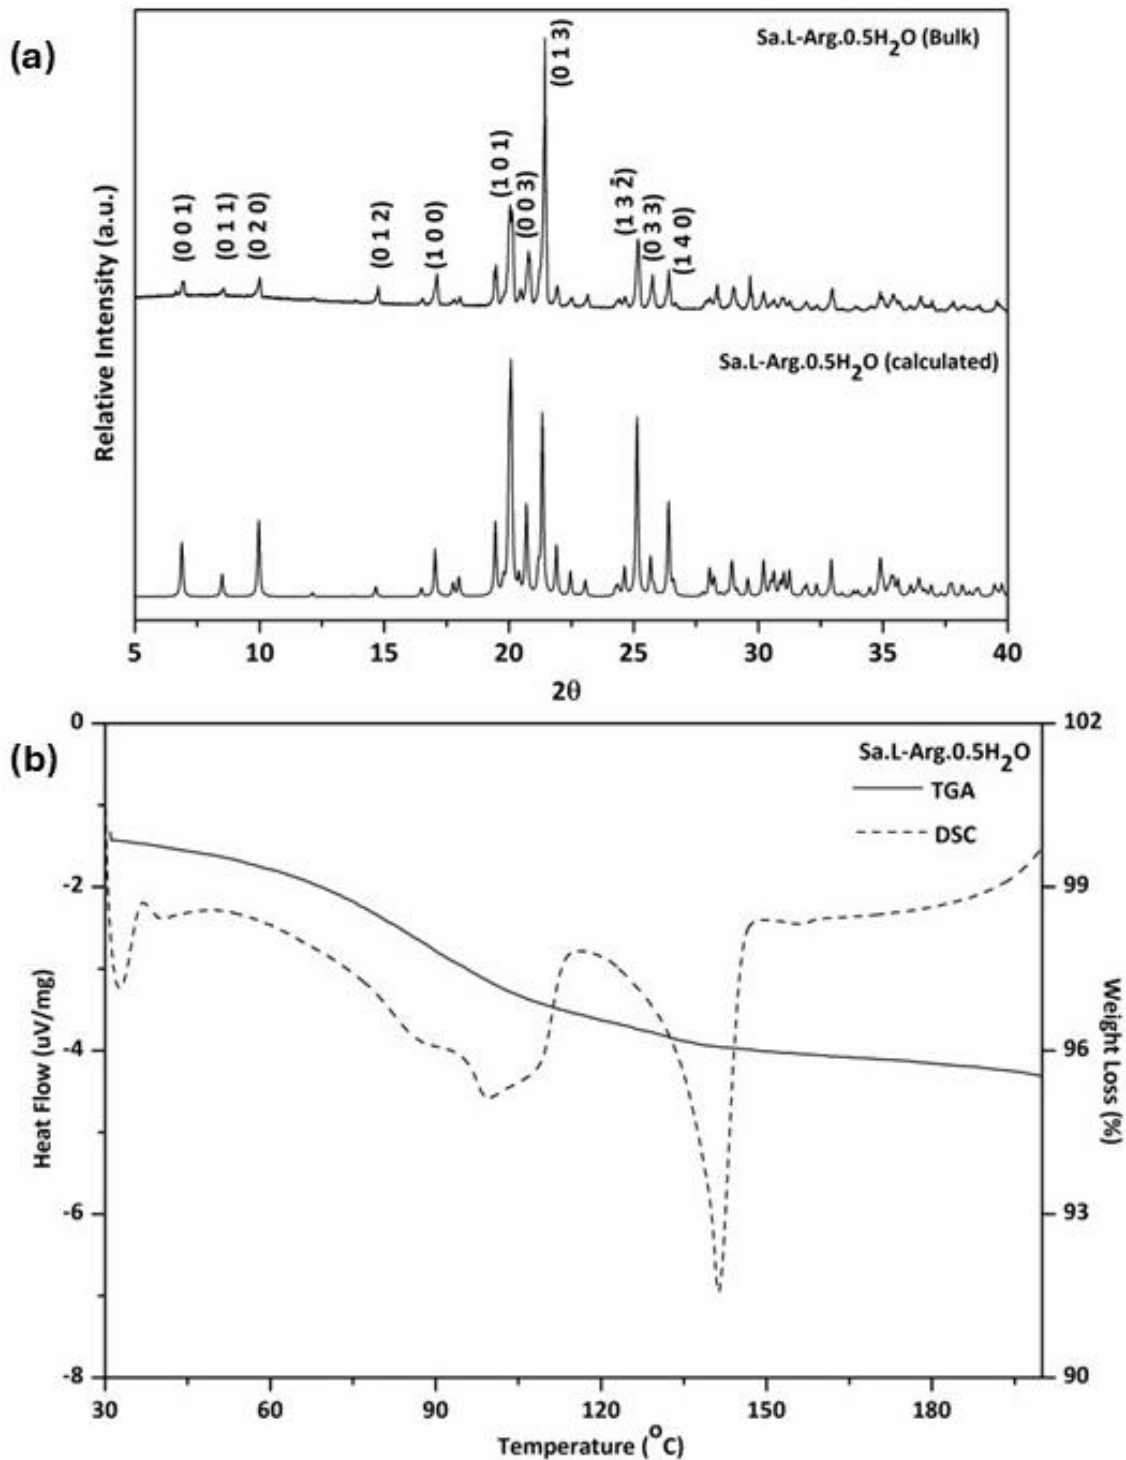 (a)
Sa.L-Arg.0.5H2O (Bulk)
(0 0 1)
(0 1 1)
(0 2 0)
(0 1 2)
(1 0 0)
(1 0 1)
(0 0 3)
(0 1 3)
(1 3 2̄)
(0 3 3)
(1 4 0)
Sa.L-Arg.0.5H2O (calculated)
Relative Intensity (a.u.)
5 10 15 20 25 30 35 40
2θ
(b)
Sa.L-Arg.0.5H2O
TGA
DSC
0
-2
-4
-6
-8
Heat Flow (uV/mg)
102
99
96
93
90
Weight Loss (%)
30 60 90 120 150 180
Temperature (°C)